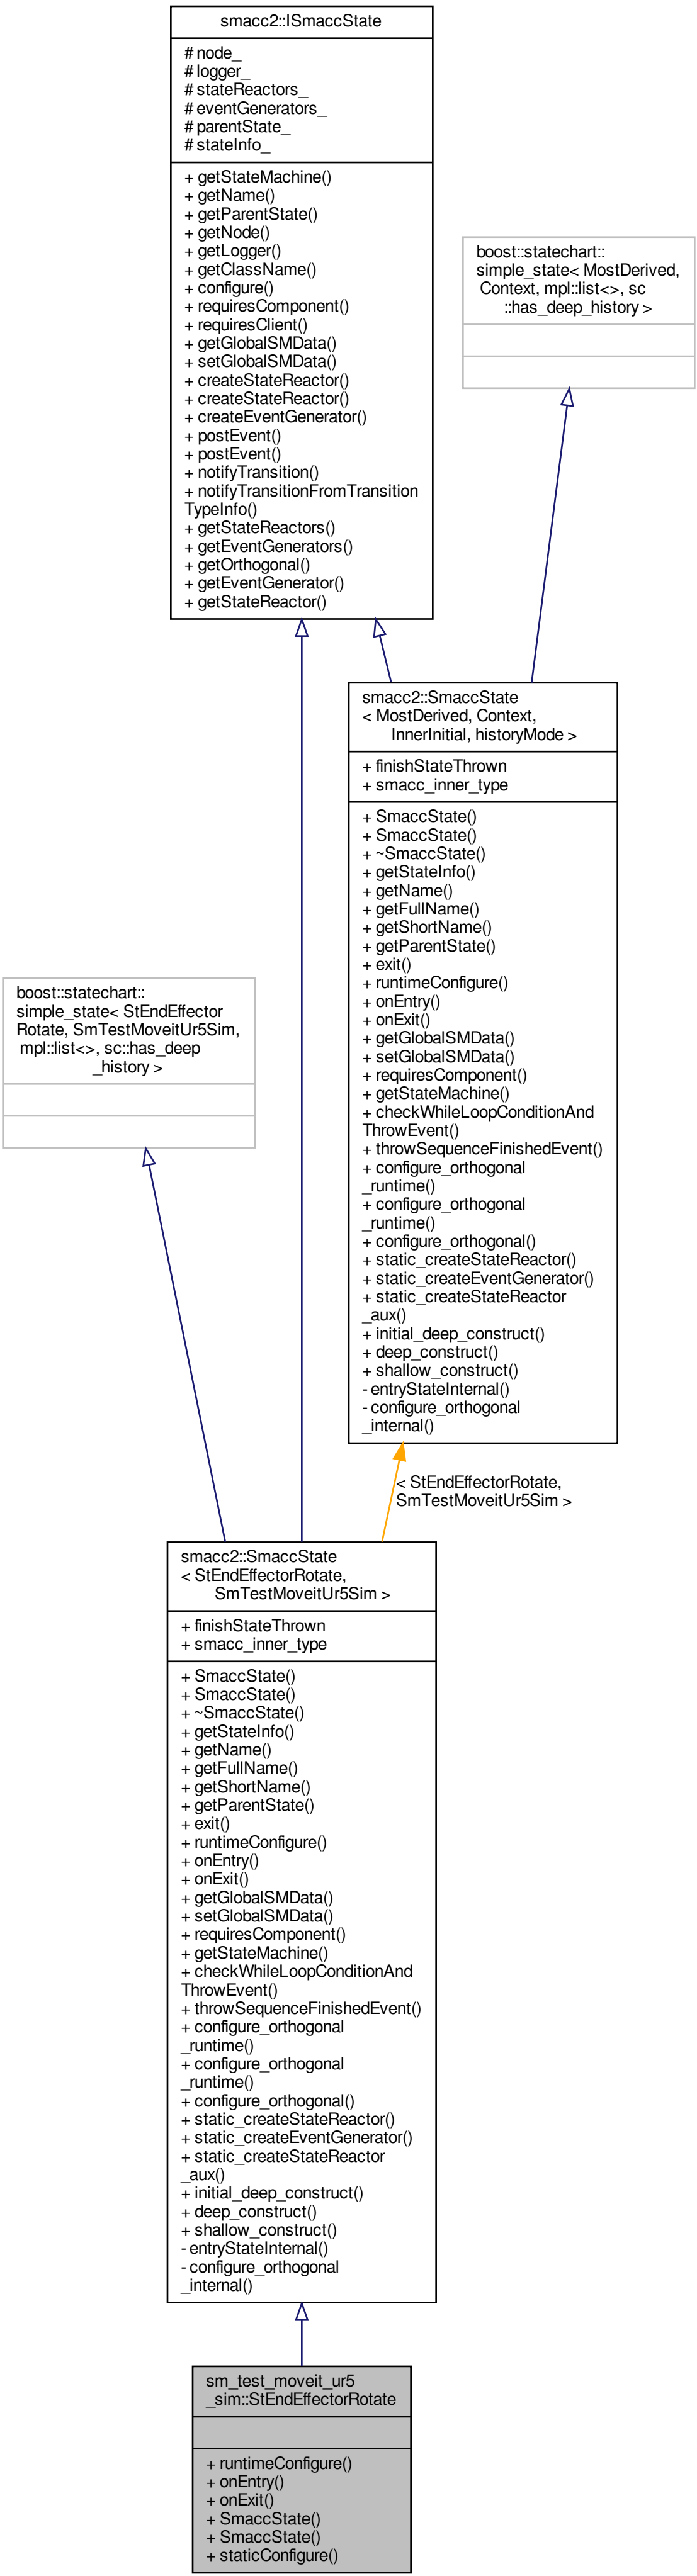 smacc2::ISmaccState
# node_
# logger_
# stateReactors_
# eventGenerators_
# parentState_
# stateInfo_
+ getStateMachine()
+ getName()
+ getParentState()
+ getNode()
+ getLogger()
+ getClassName()
+ configure()
+ requiresComponent()
+ requiresClient()
+ getGlobalSMData()
+ setGlobalSMData()
+ createStateReactor()
+ createStateReactor()
+ createEventGenerator()
+ postEvent()
+ postEvent()
+ notifyTransition()
+ notifyTransitionFromTransition
TypeInfo()
+ getStateReactors()
+ getEventGenerators()
+ getOrthogonal()
+ getEventGenerator()
+ getStateReactor()
boost::statechart::
simple_state< MostDerived,
Context, mpl::list<>, sc
::has_deep_history >
smacc2::SmaccState
< MostDerived, Context,
InnerInitial, historyMode >
+ finishStateThrown
+ smacc_inner_type
+ SmaccState()
+ SmaccState()
+ ~SmaccState()
+ getStateInfo()
+ getName()
+ getFullName()
+ getShortName()
+ getParentState()
+ exit()
+ runtimeConfigure()
+ onEntry()
+ onExit()
+ getGlobalSMData()
+ setGlobalSMData()
+ requiresComponent()
+ getStateMachine()
+ checkWhileLoopConditionAnd
ThrowEvent()
+ throwSequenceFinishedEvent()
+ configure_orthogonal
_runtime()
+ configure_orthogonal
_runtime()
+ configure_orthogonal()
+ static_createStateReactor()
+ static_createEventGenerator()
+ static_createStateReactor
_aux()
+ initial_deep_construct()
+ deep_construct()
+ shallow_construct()
- entryStateInternal()
- configure_orthogonal
_internal()
boost::statechart::
simple_state< StEndEffector
Rotate, SmTestMoveitUr5Sim,
mpl::list<>, sc::has_deep
_history >
< StEndEffectorRotate,
SmTestMoveitUr5Sim >
smacc2::SmaccState
< StEndEffectorRotate,
SmTestMoveitUr5Sim >
+ finishStateThrown
+ smacc_inner_type
+ SmaccState()
+ SmaccState()
+ ~SmaccState()
+ getStateInfo()
+ getName()
+ getFullName()
+ getShortName()
+ getParentState()
+ exit()
+ runtimeConfigure()
+ onEntry()
+ onExit()
+ getGlobalSMData()
+ setGlobalSMData()
+ requiresComponent()
+ getStateMachine()
+ checkWhileLoopConditionAnd
ThrowEvent()
+ throwSequenceFinishedEvent()
+ configure_orthogonal
_runtime()
+ configure_orthogonal
_runtime()
+ configure_orthogonal()
+ static_createStateReactor()
+ static_createEventGenerator()
+ static_createStateReactor
_aux()
+ initial_deep_construct()
+ deep_construct()
+ shallow_construct()
- entryStateInternal()
- configure_orthogonal
_internal()
sm_test_moveit_ur5
_sim::StEndEffectorRotate
+ runtimeConfigure()
+ onEntry()
+ onExit()
+ SmaccState()
+ SmaccState()
+ staticConfigure()